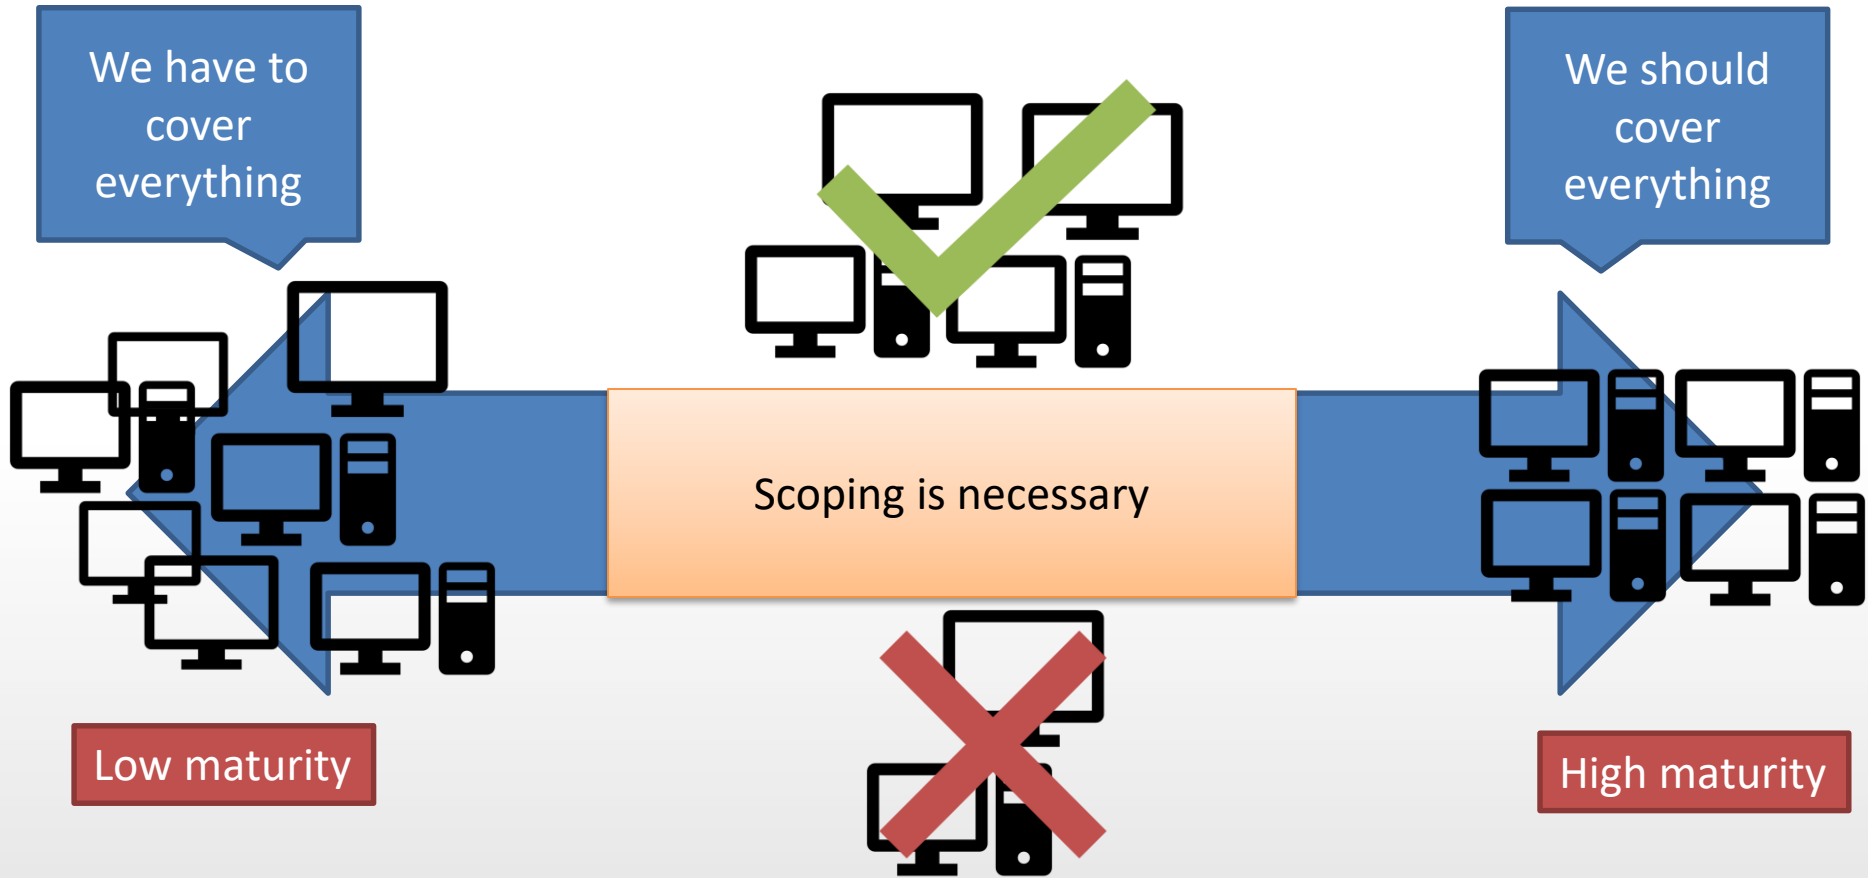 We have to
cover
everything
We should
cover
everything
Scoping is necessary
Low maturity
High maturity